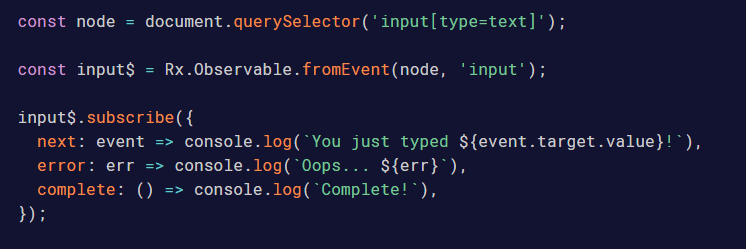 const node = document.querySelector('input[type=text]');
const input$ = Rx.Observable.fromEvent(node, 'input');
input$.subscribe({
  next: event => console.log(`You just typed ${event.target.value}!`),
  error: err => console.log(`Oops... ${err}`),
  complete: () => console.log(`Complete!`),
});